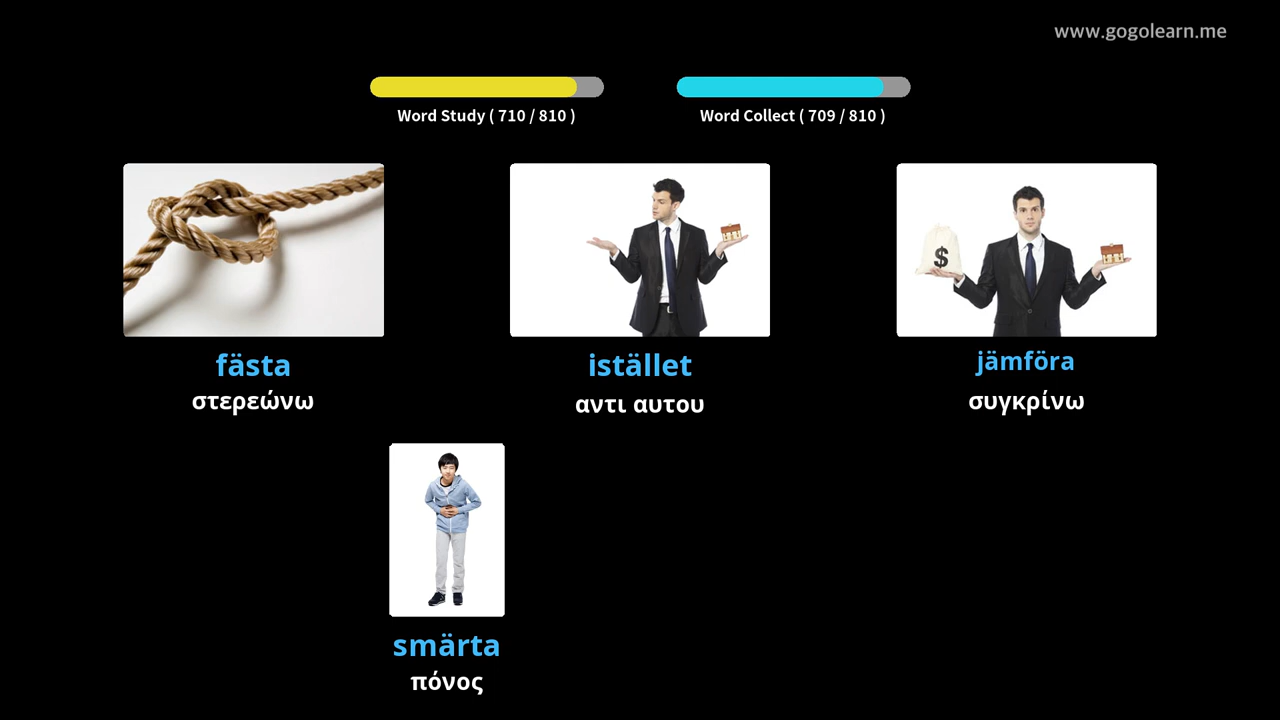 www.gogolearn.me
Word Study ( 710 / 810 )
Word Collect ( 709 / 810 )
$
fästa
στερεώνω
istället
αντι αυτου
jämföra
συγκρίνω
smärta
πόνος